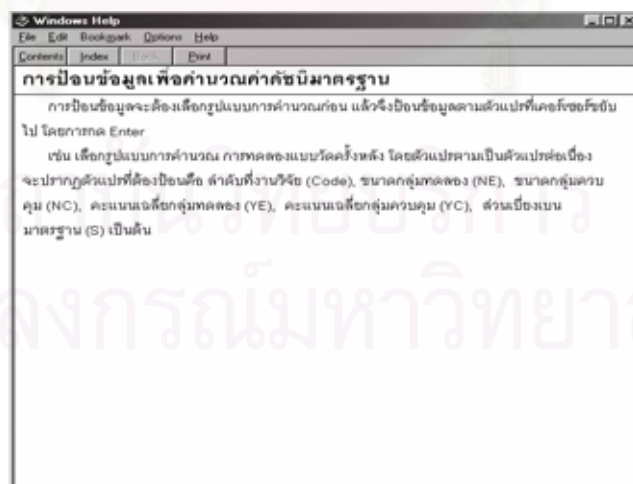 Windows Help
File Edit Bookmark Options Help
Contents Index Back Print
การป้อนข้อมูลเพื่อคำนวณค่าดัชนีมาตรฐาน
การป้อนข้อมูลจะต้องเลือกรูปแบบการคำนวณก่อน แล้วจึงป้อนข้อมูลตามตัวแปรที่เคอร์เซอร์ขยับ
ไป โดยการกด Enter
เช่น เลือกรูปแบบการคำนวณ การทดลองแบบวัดครั้งหลัง โดยตัวแปรตามเป็นตัวแปรต่อเนื่อง
จะปรากฏตัวแปรที่ต้องป้อนคือ ลำดับที่งานวิจัย (Code), ขนาดกลุ่มทดลอง (NE), ขนาดกลุ่มควบ
คุม (NC), คะแนนเฉลี่ยกลุ่มทดลอง (YE), คะแนนเฉลี่ยกลุ่มควบคุม (YC), ส่วนเบี่ยงเบน
มาตรฐาน (S) เป็นต้น